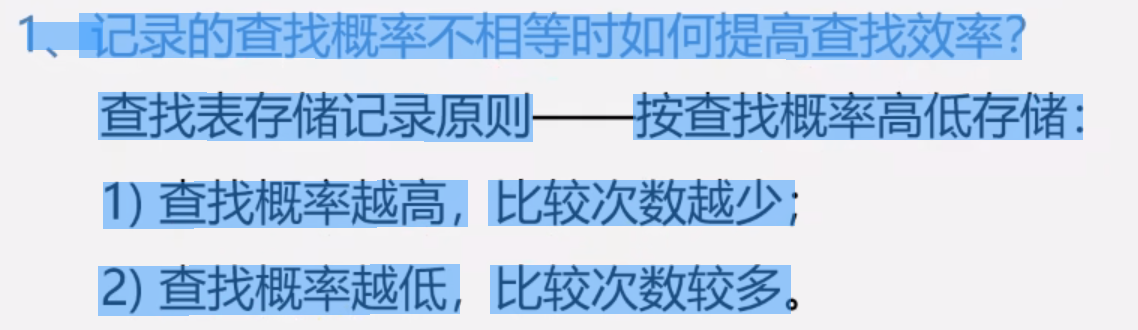 1、记录的查找概率不相等时如何提高查找效率？
查找表存储记录原则——按查找概率高低存储：
1) 查找概率越高，比较次数越少；
2) 查找概率越低，比较次数较多。